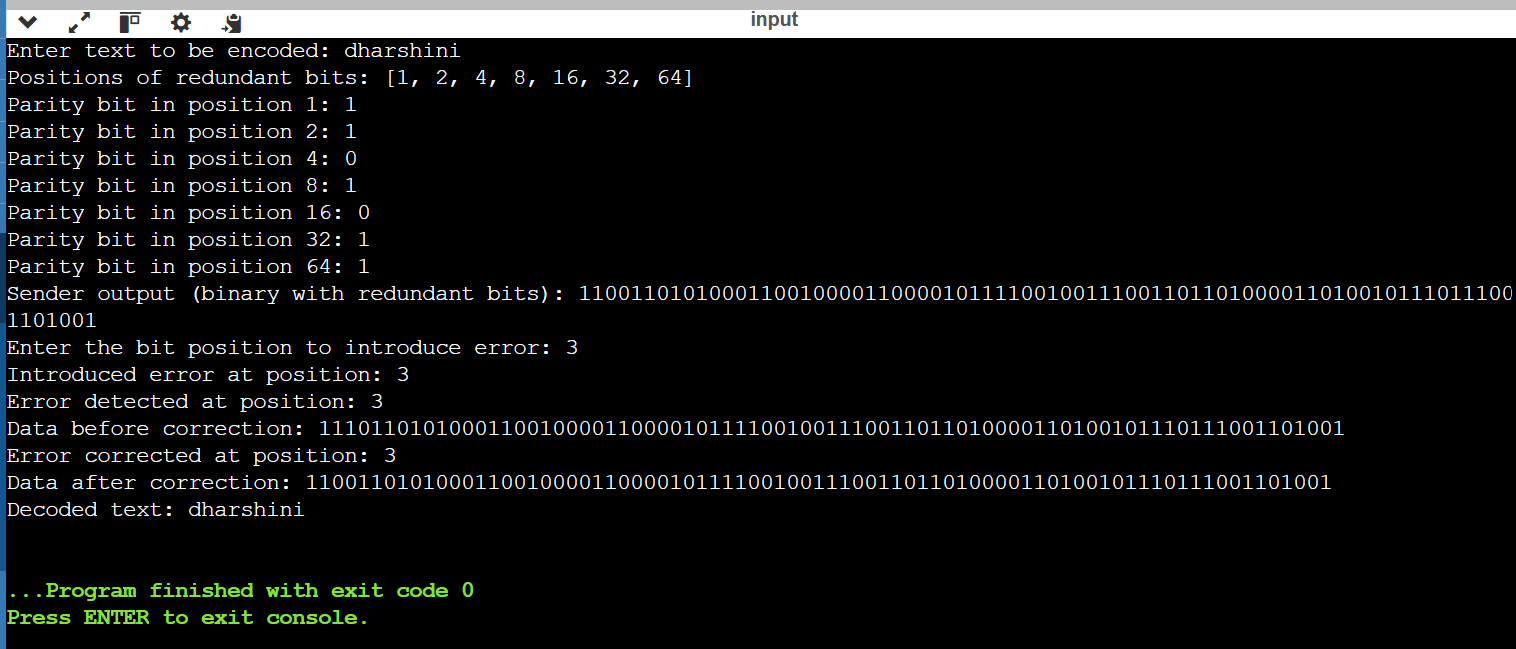 input
Enter text to be encoded: dharshini
Positions of redundant bits: [1, 2, 4, 8, 16, 32, 64]
Parity bit in position 1: 1
Parity bit in position 2: 1
Parity bit in position 4: 0
Parity bit in position 8: 1
Parity bit in position 16: 0
Parity bit in position 32: 1
Parity bit in position 64: 1
Sender output (binary with redundant bits): 110011010100011001000011000010111100100111001101101000011010010111011100
1101001
Enter the bit position to introduce error: 3
Introduced error at position: 3
Error detected at position: 3
Data before correction: 1110110101000110010000110000101111001001110011011010000110100101110111001101001
Error corrected at position: 3
Data after correction: 1100110101000110010000110000101111001001110011011010000110100101110111001101001
Decoded text: dharshini
...Program finished with exit code 0
Press ENTER to exit console.